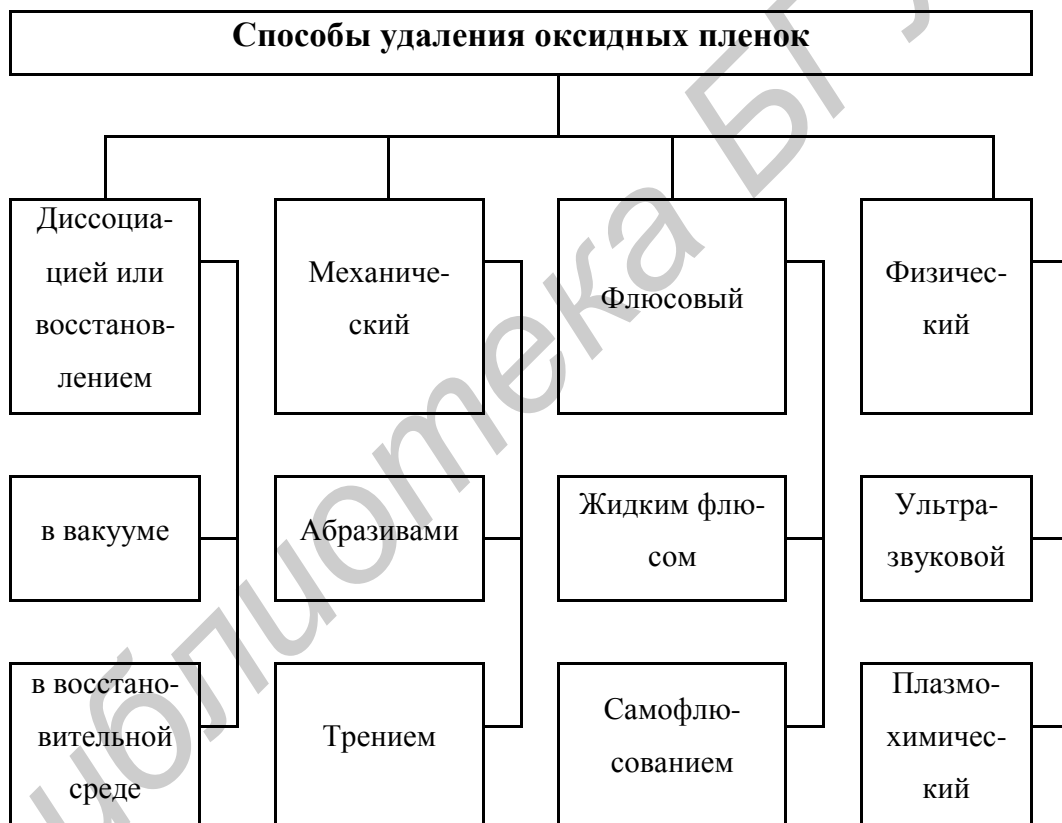 Способы удаления оксидных пленок
Диссоциа-
цией или
восстанов-
лением
Механиче-
ский
Флюсовый
Физичес-
кий
в вакууме
Абразивами
Жидким флю-
сом
Ультра-
звуковой
в восстано-
вительной
среде
Трением
Самофлю-
сованием
Плазмо-
химичес-
кий